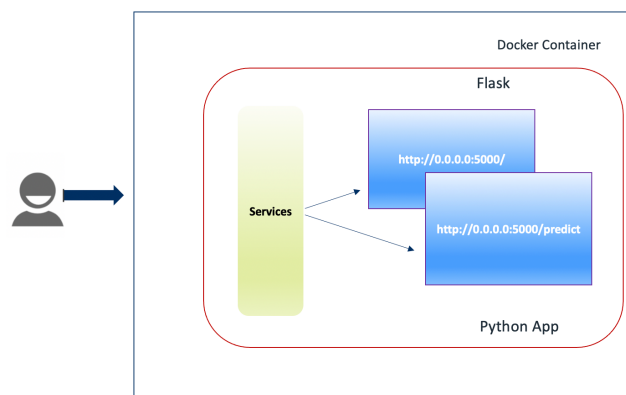 Docker Container
Flask
http://0.0.0.0:5000/
Services
http://0.0.0.0:5000/predict
Python App